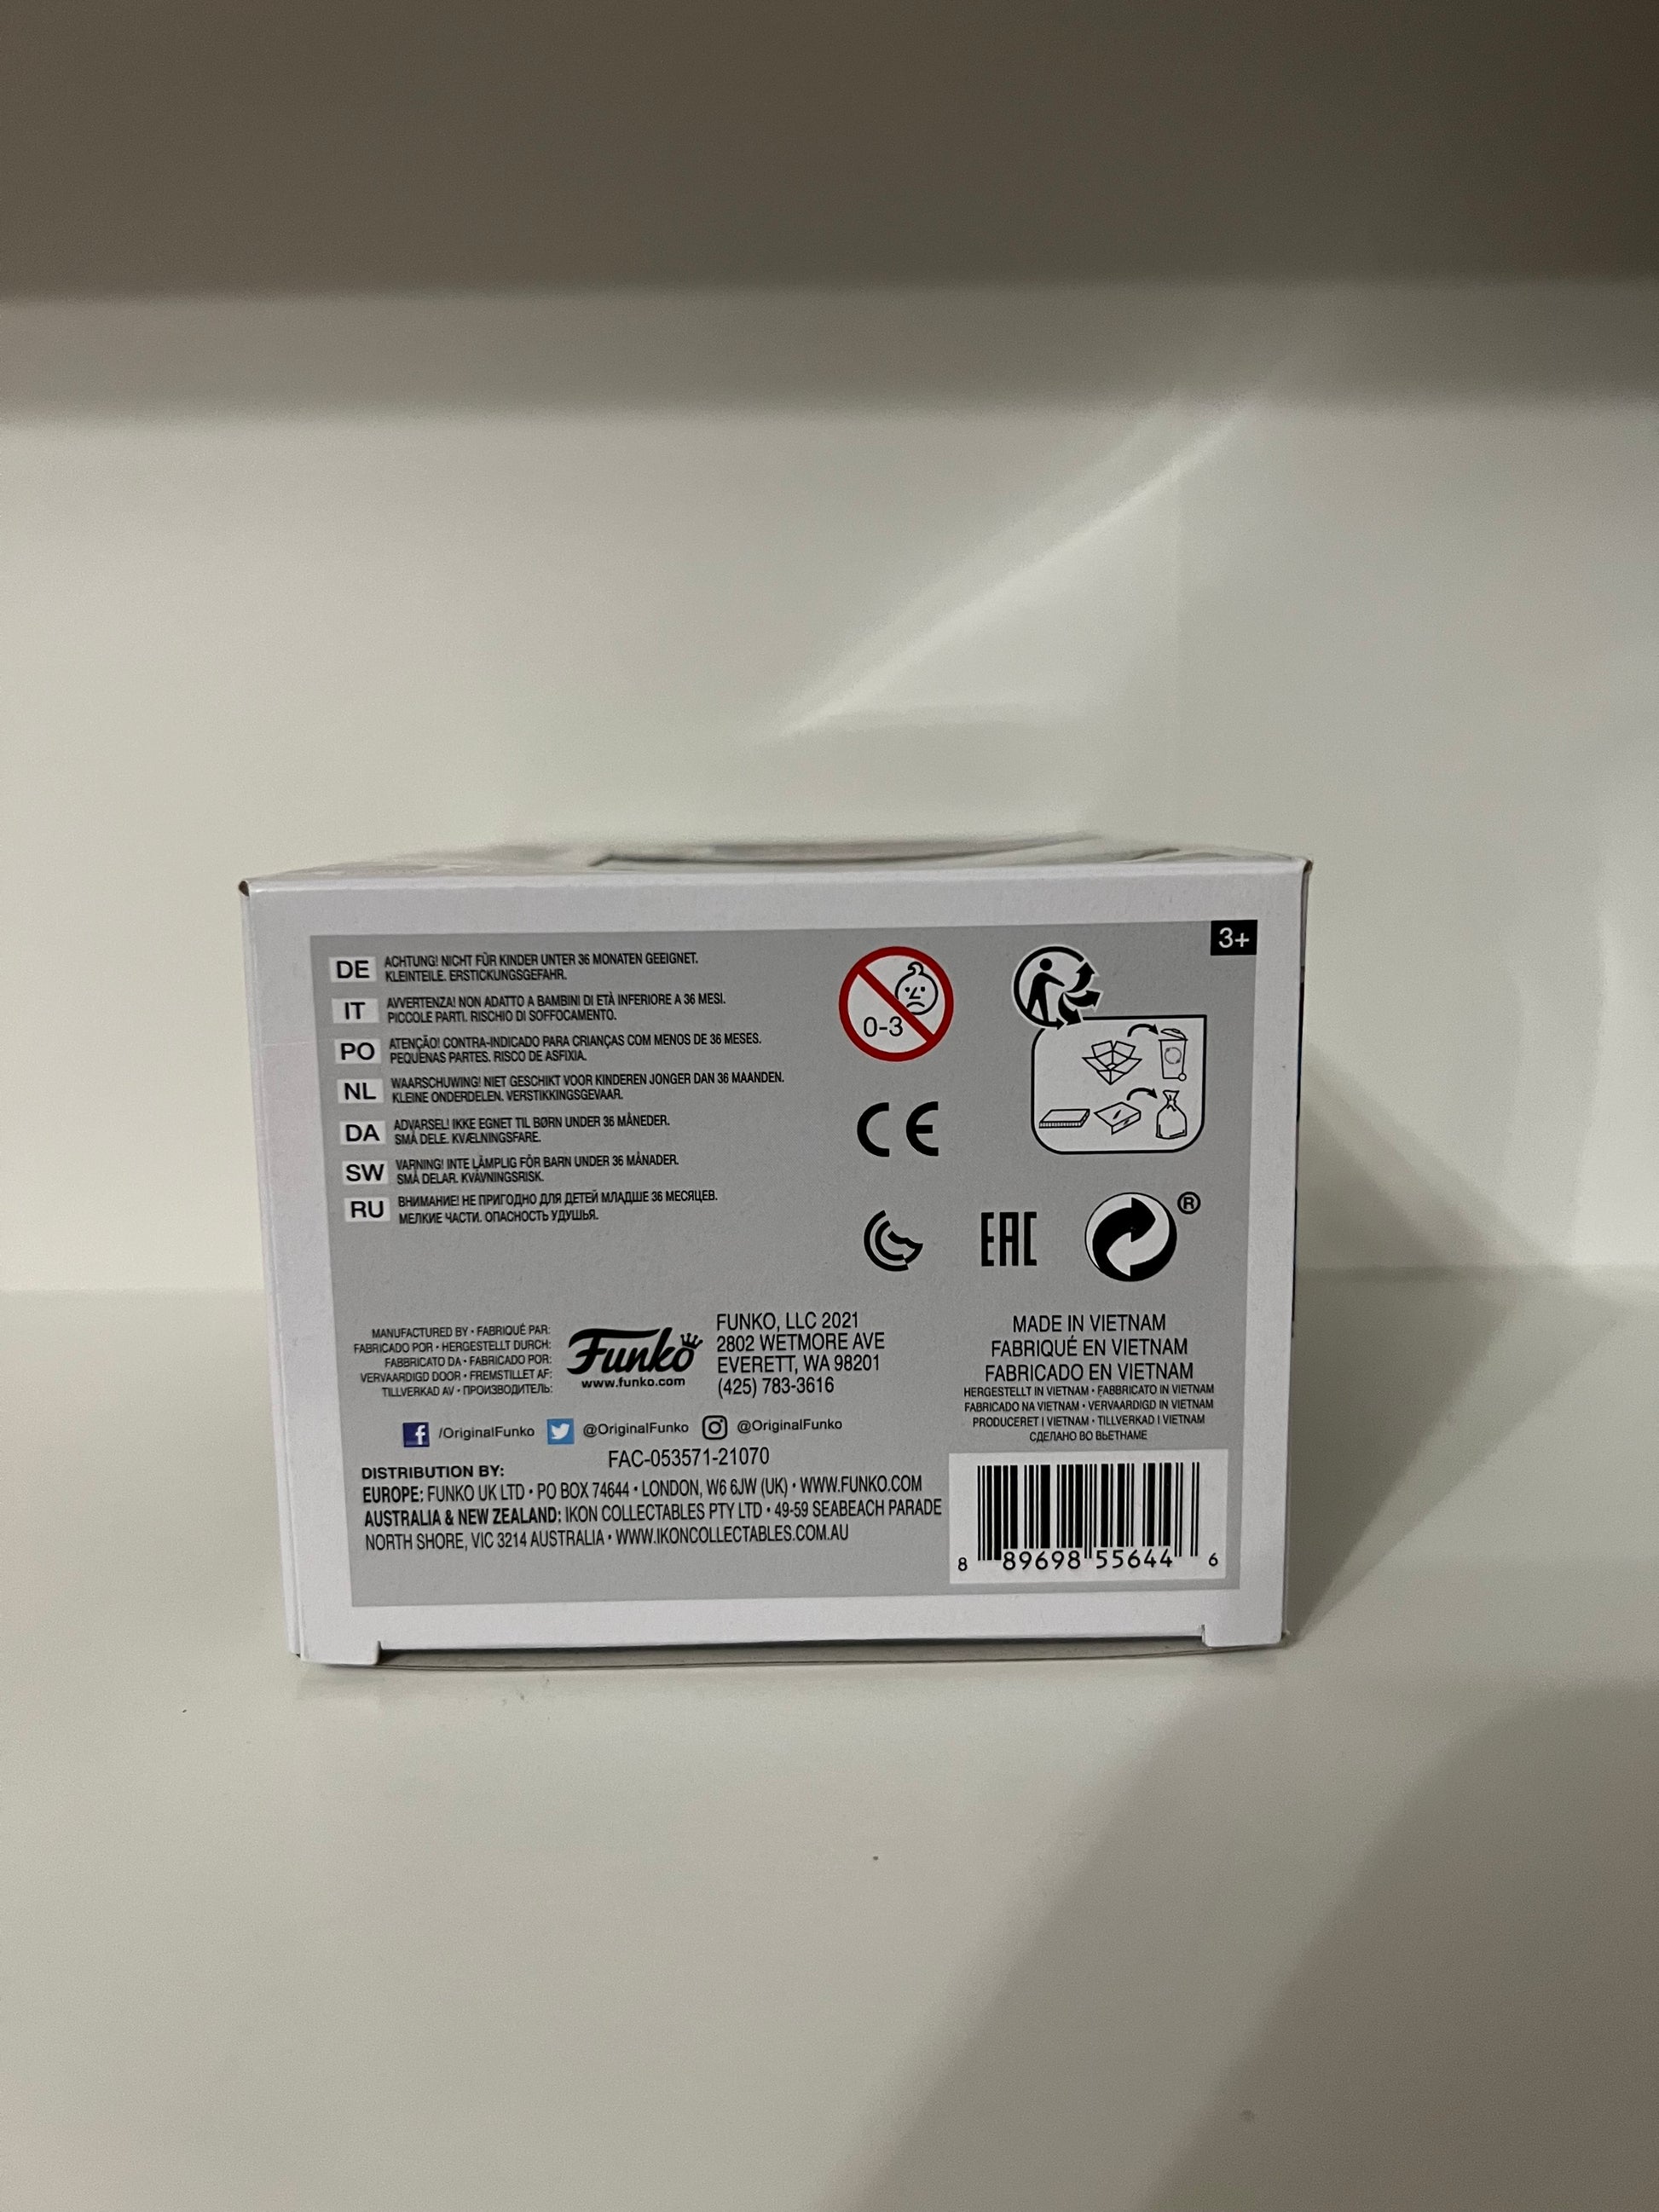 3+
DE ACHTUNG! NICHT FÜR KINDER UNTER 36 MONATEN GEEIGNET.
KLEINTEILE. ERSTICKUNGSGEFAHR.
IT AVVERTENZA! NON ADATTO A BAMBINI DI ETÀ INFERIORE A 36 MESI.
PICCOLE PARTI. RISCHIO DI SOFFOCAMENTO.
PO ATENÇÃO! CONTRA-INDICADO PARA CRIANÇAS COM MENOS DE 36 MESES.
PEQUENAS PARTES. RISCO DE ASFIXIA.
NL WAARSCHUWING! NIET GESCHIKT VOOR KINDEREN JONGER DAN 36 MAANDEN.
KLEINE ONDERDELEN. VERSTIKKINGSGEVAAR.
DA ADVARSEL! IKKE EGNET TIL BØRN UNDER 36 MÅNEDER.
SMÅ DELE. KVÆLNINGSFARE.
SW VARNING! INTE LÄMPLIG FÖR BARN UNDER 36 MÅNADER.
SMÅ DELAR. KVÄVNINGSRISK.
RU ВНИМАНИЕ! НЕ ПРИГОДНО ДЛЯ ДЕТЕЙ МЛАДШЕ 36 МЕСЯЦЕВ.
МЕЛКИЕ ЧАСТИ. ОПАСНОСТЬ УДУШЬЯ.
0-3
CE
EAC
®
MANUFACTURED BY • FABRIQUÉ PAR:
FABRICADO POR • HERGESTELLT DURCH:
FABBRICATO DA • FABRICADO POR:
VERVAARDIGD DOOR • FREMSTILLET AF:
TILLVERKAD AV • ПРОИЗВОДИТЕЛЬ:
Funko
www.funko.com
FUNKO, LLC 2021
2802 WETMORE AVE
EVERETT, WA 98201
(425) 783-3616
MADE IN VIETNAM
FABRIQUÉ EN VIETNAM
FABRICADO EN VIETNAM
HERGESTELLT IN VIETNAM • FABBRICATO IN VIETNAM
FABRICADO NA VIETNAM • VERVAARDIGD IN VIETNAM
PRODUCERET I VIETNAM • TILLVERKAD I VIETNAM
СДЕЛАНО ВО ВЬЕТНАМЕ
f /OriginalFunko @OriginalFunko @OriginalFunko
FAC-053571-21070
DISTRIBUTION BY:
EUROPE: FUNKO UK LTD • PO BOX 74644 • LONDON, W6 6JW (UK) • WWW.FUNKO.COM
AUSTRALIA & NEW ZEALAND: IKON COLLECTABLES PTY LTD • 49-59 SEABEACH PARADE
NORTH SHORE, VIC 3214 AUSTRALIA • WWW.IKONCOLLECTABLES.COM.AU
8 89698 55644 6